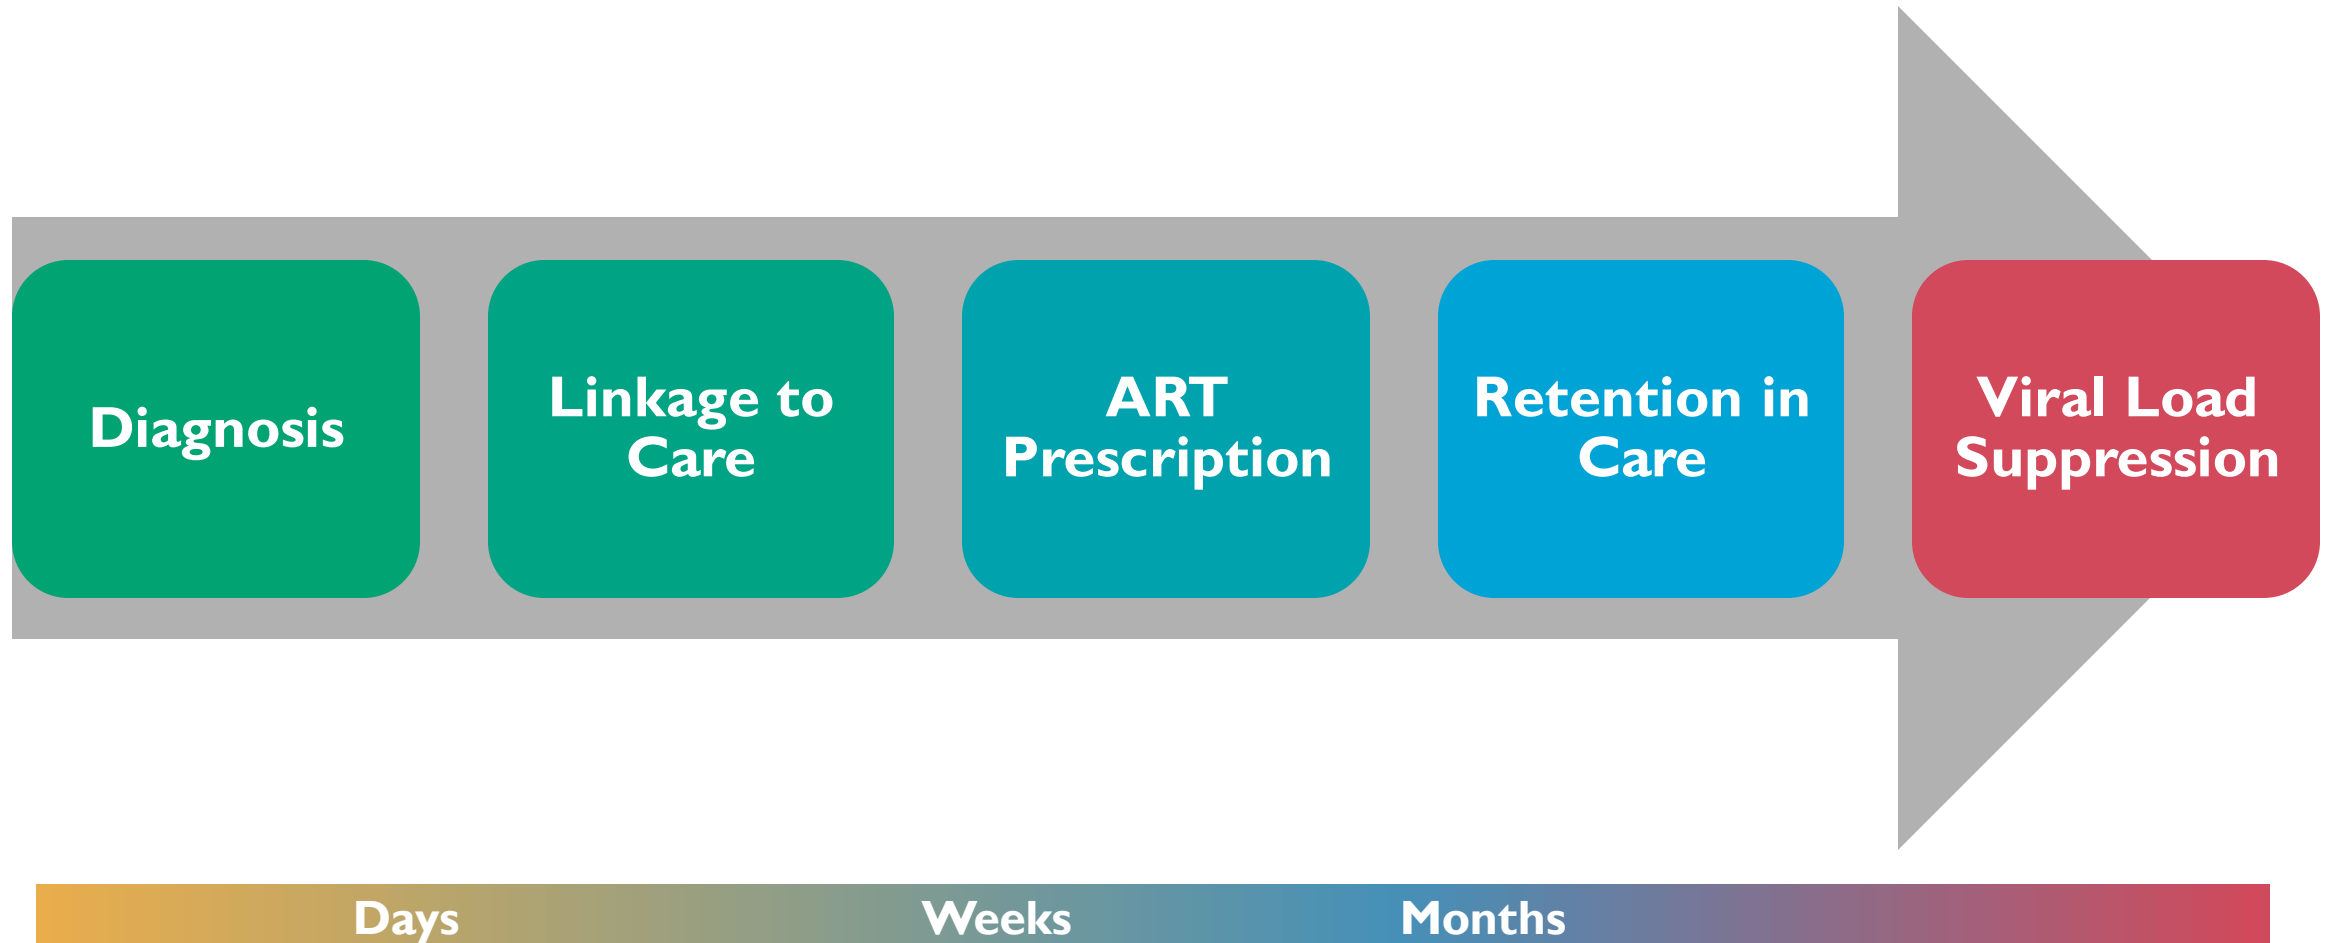 Diagnosis
Linkage to
Care
ART
Prescription
Retention in
Care
Viral Load
Suppression
Days
Weeks
Months